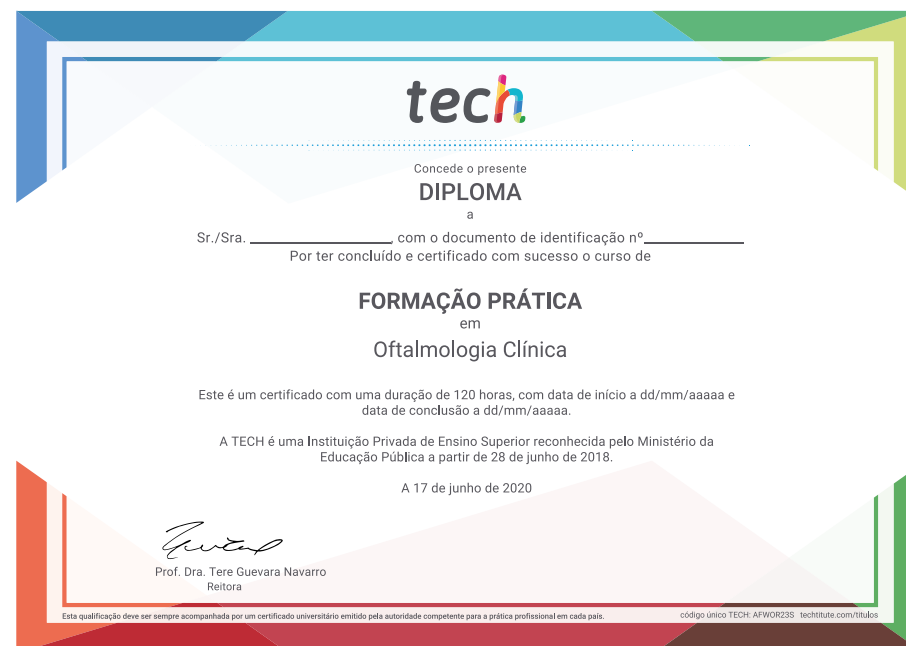 tech
Concede o presente
DIPLOMA
a
Sr./Sra. ____________________, com o documento de identificação nº______________
Por ter concluído e certificado com sucesso o curso de
FORMAÇÃO PRÁTICA
em
Oftalmologia Clínica
Este é um certificado com uma duração de 120 horas, com data de início a dd/mm/aaaaa e
data de conclusão a dd/mm/aaaaa.
A TECH é uma Instituição Privada de Ensino Superior reconhecida pelo Ministério da
Educação Pública a partir de 28 de junho de 2018.
A 17 de junho de 2020
Prof. Dra. Tere Guevara Navarro
Reitora
Esta qualificação deve ser sempre acompanhada por um certificado universitário emitido pela autoridade competente para a prática profissional em cada país.
código único TECH: AFWOR23S techtitute.com/titulos